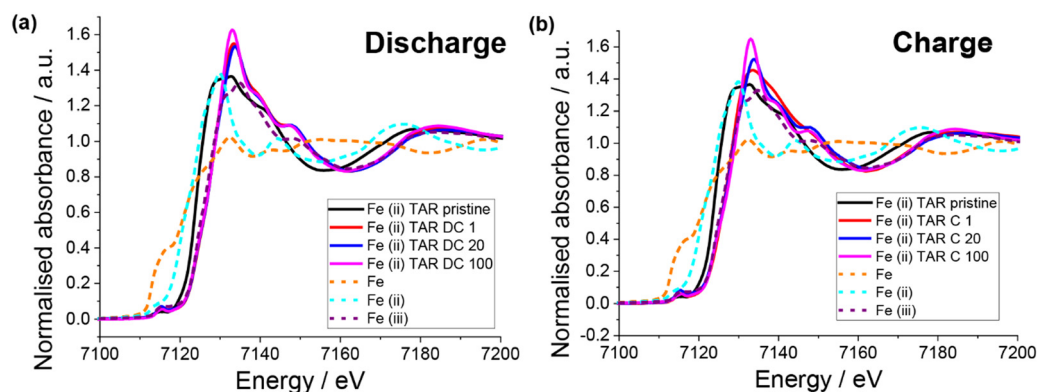 (a)
Discharge
Normalised absorbance / a.u.
1.6
1.4
1.2
1.0
0.8
0.6
0.4
0.2
0.0
Fe (ii) TAR pristine
Fe (ii) TAR DC 1
Fe (ii) TAR DC 20
Fe (ii) TAR DC 100
Fe
Fe (ii)
Fe (iii)
7100 7120 7140 7160 7180 7200
Energy / eV
(b)
Charge
Normalised absorbance / a.u.
1.6
1.4
1.2
1.0
0.8
0.6
0.4
0.2
0.0
-0.2
Fe (ii) TAR pristine
Fe (ii) TAR C 1
Fe (ii) TAR C 20
Fe (ii) TAR C 100
Fe
Fe (ii)
Fe (iii)
7100 7120 7140 7160 7180 7200
Energy / eV